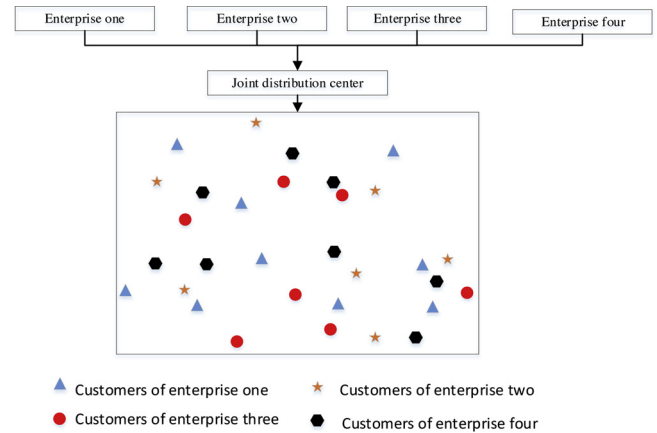 Enterprise one
Enterprise two
Enterprise three
Enterprise four
Joint distribution center
Customers of enterprise one
Customers of enterprise two
Customers of enterprise three
Customers of enterprise four